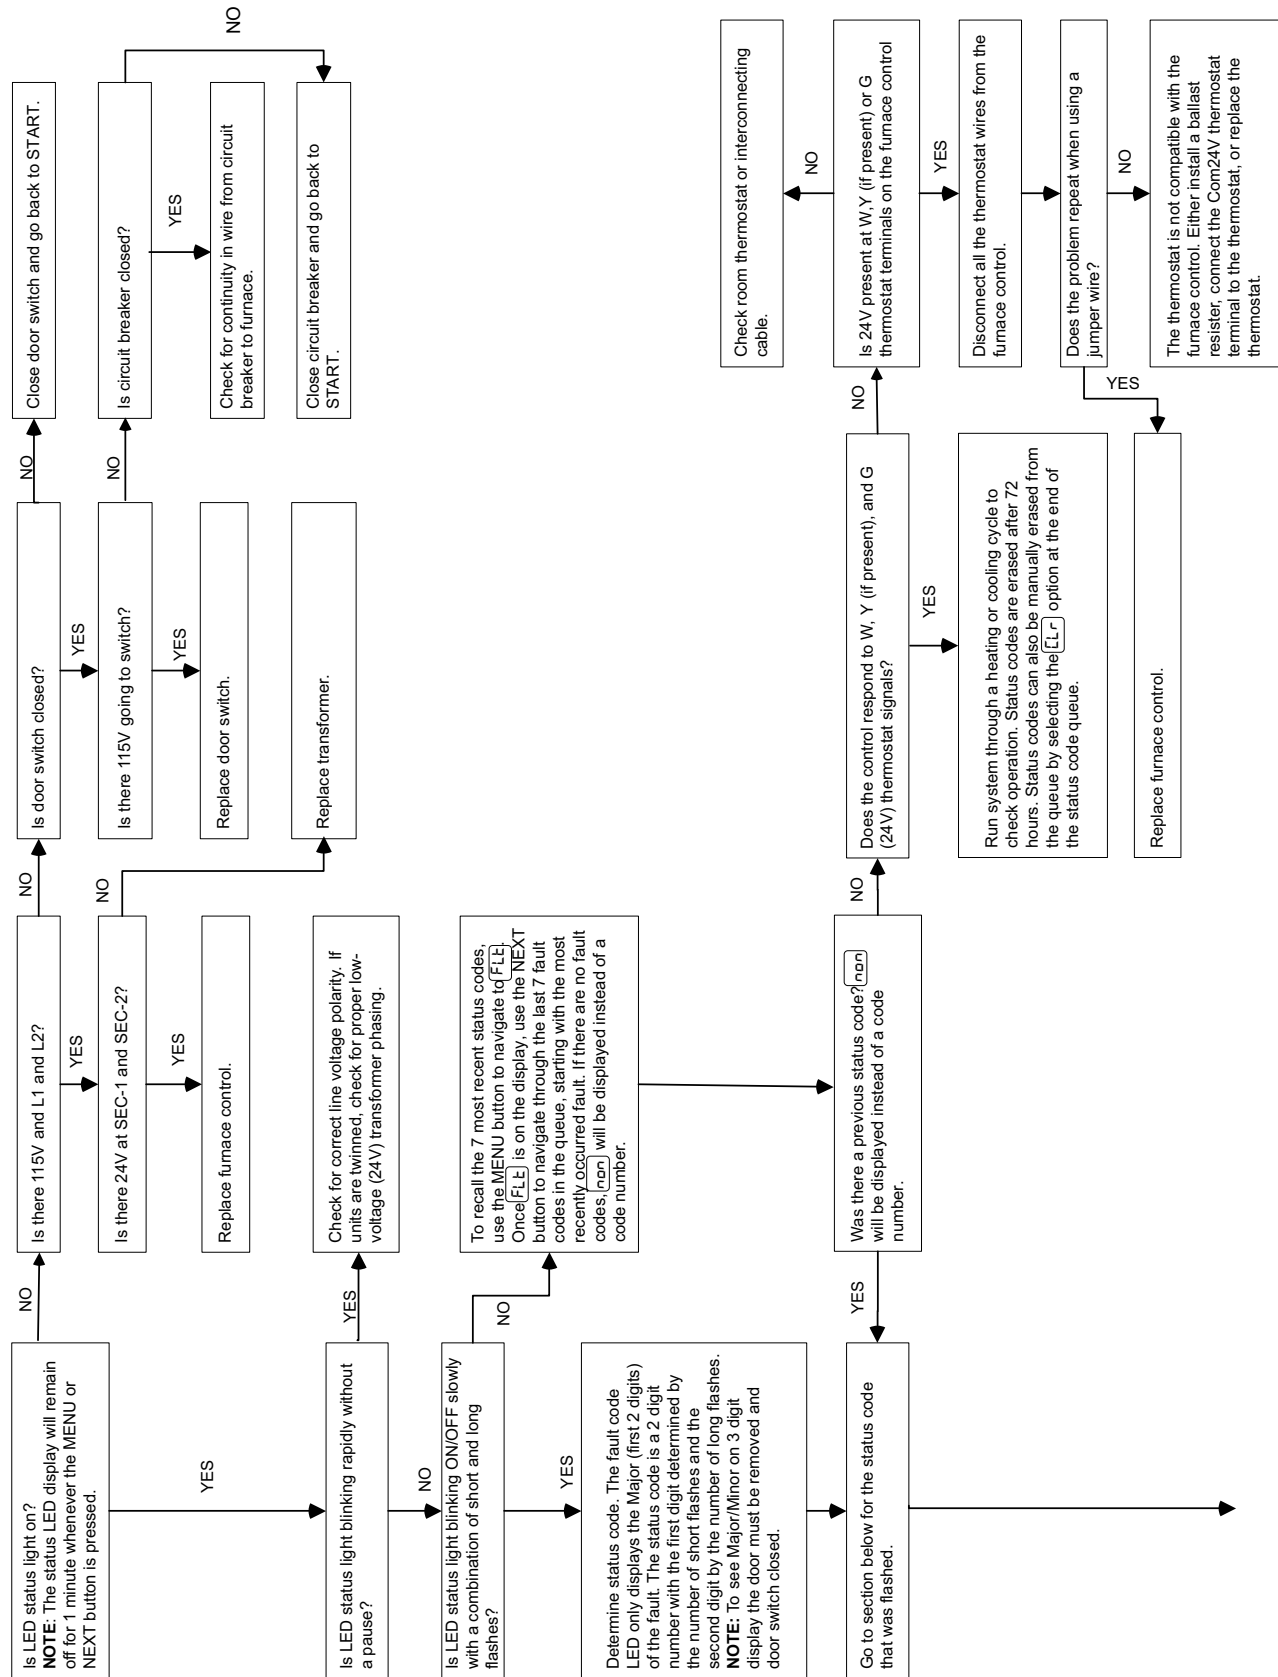 Is LED status light on?
NOTE: The status LED display will remain
off for 1 minute whenever the MENU or
NEXT button is pressed.
NO
Is there 115V and L1 and L2?
NO
Is door switch closed?
NO
Close door switch and go back to START.
YES
YES
Is there 24V at SEC-1 and SEC-2?
NO
Is there 115V going to switch?
NO
Is circuit breaker closed?
NO
YES
YES
YES
Replace furnace control.
Replace door switch.
Check for continuity in wire from circuit
breaker to furnace.
Replace transformer.
Close circuit breaker and go back to
START.
YES
Is LED status light blinking rapidly without
a pause?
YES
Check for correct line voltage polarity. If
units are twinned, check for proper low-
voltage (24V) transformer phasing.
NO
Is LED status light blinking ON/OFF slowly
with a combination of short and long
flashes?
NO
To recall the 7 most recent status codes,
use the MENU button to navigate to FLt.
Once FLt is on the display, use the NEXT
button to navigate through the last 7 fault
codes in the queue, starting with the most
recently occurred fault. If there are no fault
codes, non will be displayed instead of a
code number.
YES
Determine status code. The fault code
LED only displays the Major (first 2 digits)
of the fault. The status code is a 2 digit
number with the first digit determined by
the number of short flashes and the
second digit by the number of long flashes.
NOTE: To see Major/Minor on 3 digit
display the door must be removed and
door switch closed.
Go to section below for the status code
that was flashed.
YES
Was there a previous status code? non
will be displayed instead of a code
number.
NO
Does the control respond to W, Y (if present), and G
(24V) thermostat signals?
NO
Is 24V present at W,Y (if present) or G
thermostat terminals on the furnace control
NO
Check room thermostat or interconnecting
cable.
YES
Run system through a heating or cooling cycle to
check operation. Status codes are erased after 72
hours. Status codes can also be manually erased from
the queue by selecting the CLr option at the end of
the status code queue.
YES
Disconnect all the thermostat wires from the
furnace control.
Does the problem repeat when using a
jumper wire?
YES
Replace furnace control.
NO
The thermostat is not compatible with the
furnace control. Either install a ballast
resister, connect the Com24V thermostat
terminal to the thermostat, or replace the
thermostat.